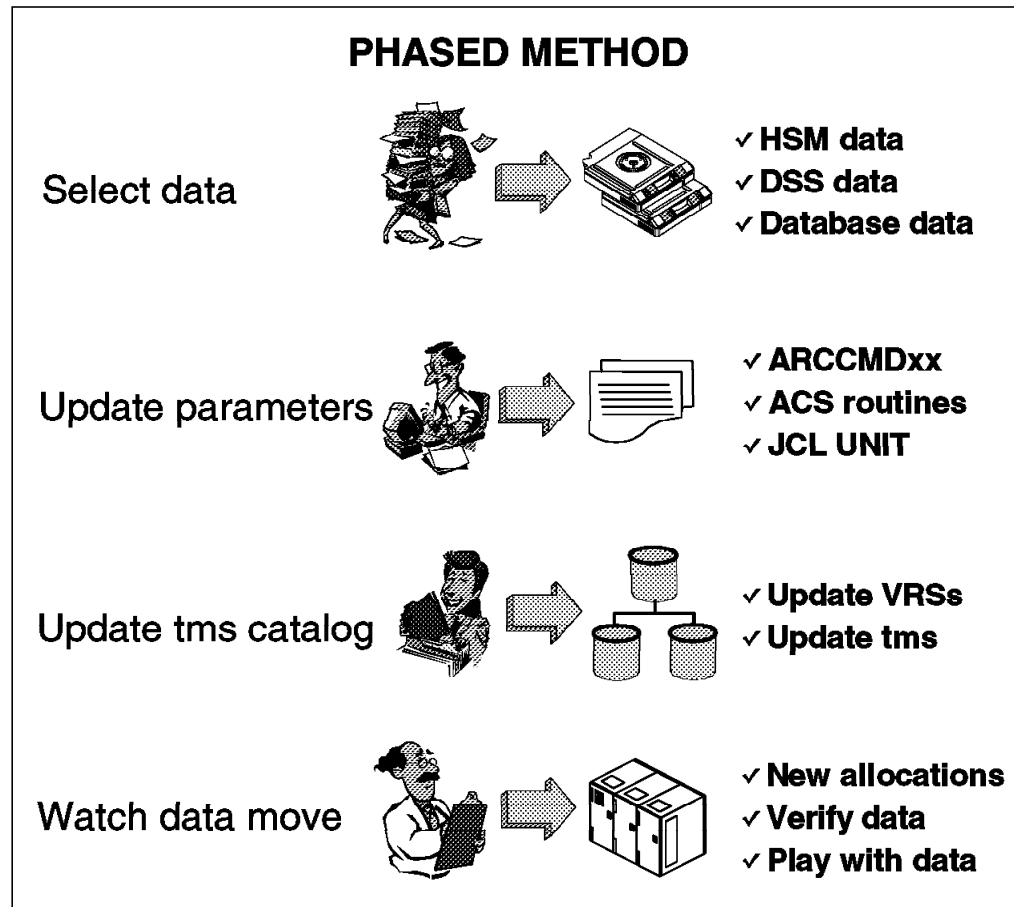 PHASED METHOD
Select data
✓ HSM data
✓ DSS data
✓ Database data
Update parameters
✓ ARCCMDxx
✓ ACS routines
✓ JCL UNIT
Update tms catalog
✓ Update VRSs
✓ Update tms
Watch data move
✓ New allocations
✓ Verify data
✓ Play with data